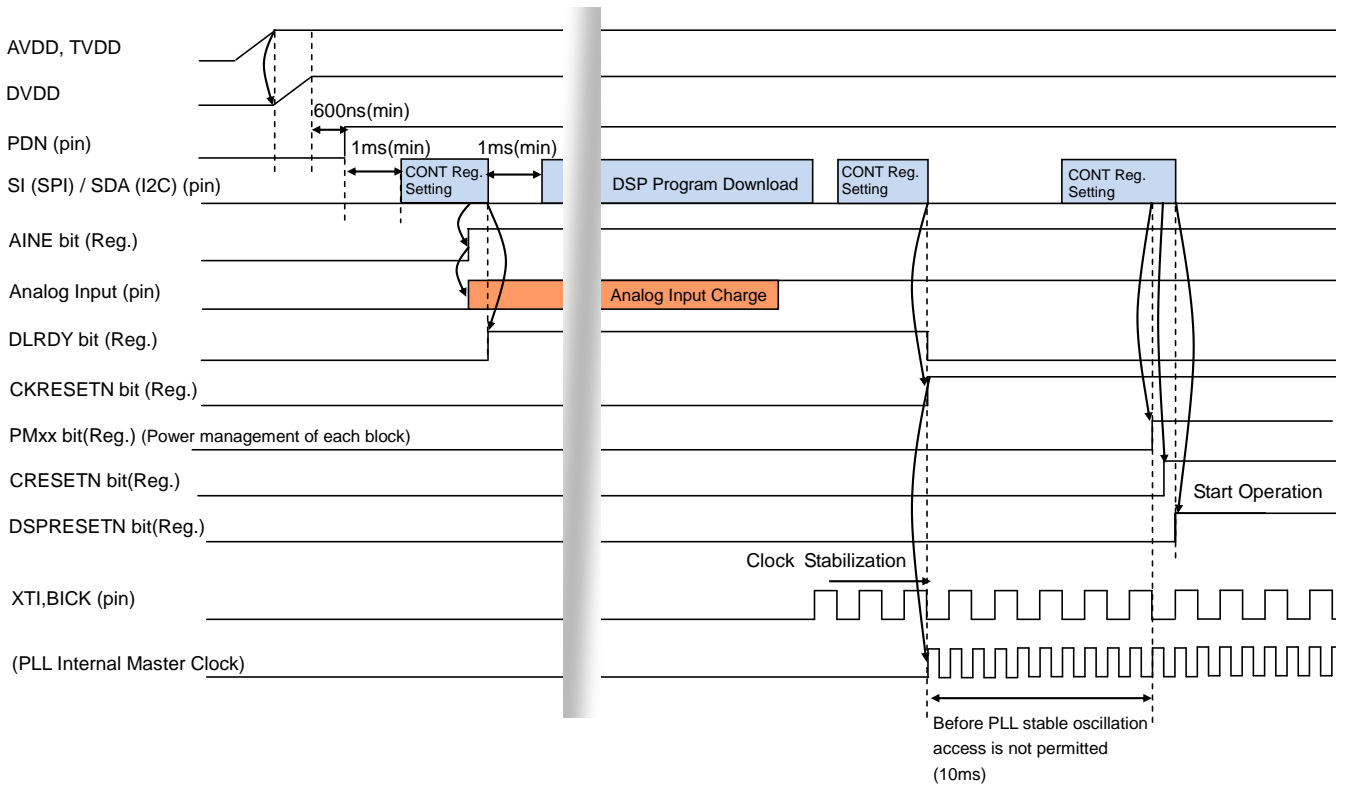 AVDD, TVDD
DVDD
600ns(min)
PDN (pin)
1ms(min)
1ms(min)
SI (SPI) / SDA (I2C) (pin)
CONT Reg.
Setting
DSP Program Download
CONT Reg.
Setting
CONT Reg.
Setting
AINE bit (Reg.)
Analog Input (pin)
Analog Input Charge
DLRDY bit (Reg.)
CKRESETN bit (Reg.)
PMxx bit(Reg.) (Power management of each block)
CRESETN bit(Reg.)
Start Operation
DSPRESETN bit(Reg.)
Clock Stabilization
XTI,BICK (pin)
(PLL Internal Master Clock)
Before PLL stable oscillation
access is not permitted
(10ms)